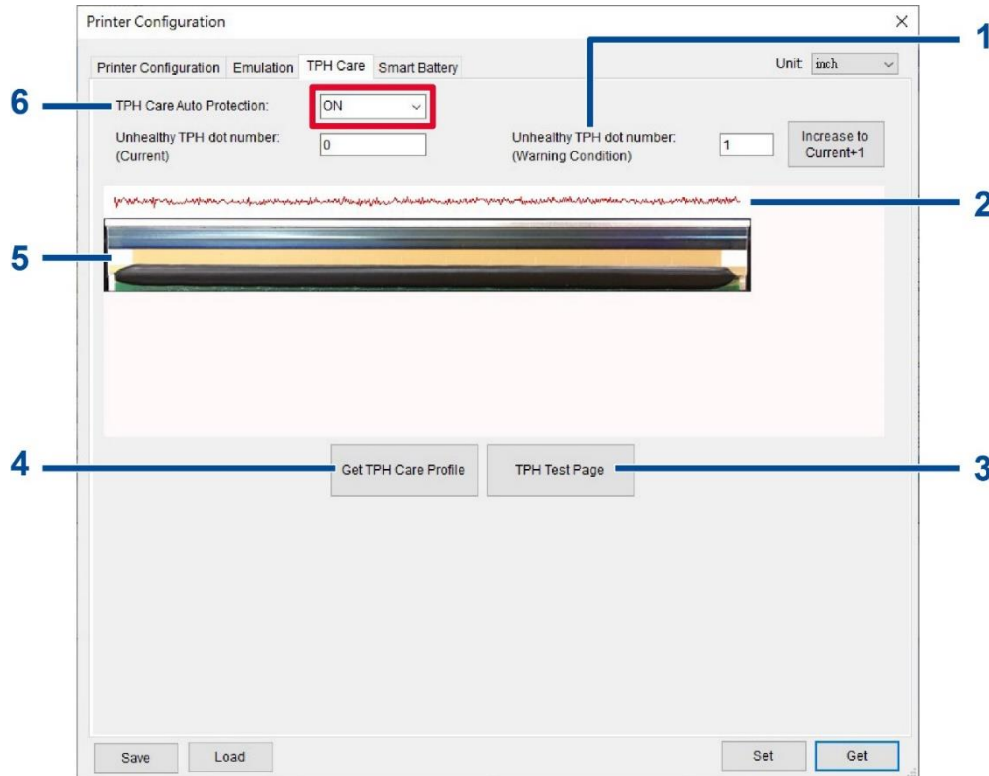 Printer Configuration
1
Printer Configuration Emulation TPH Care Smart Battery
Unit: inch
6
TPH Care Auto Protection: ON
Unhealthy TPH dot number:
(Current)
0
Unhealthy TPH dot number:
(Warning Condition)
1
Increase to
Current+1
2
5
4
Get TPH Care Profile
TPH Test Page
3
Save Load Set Get